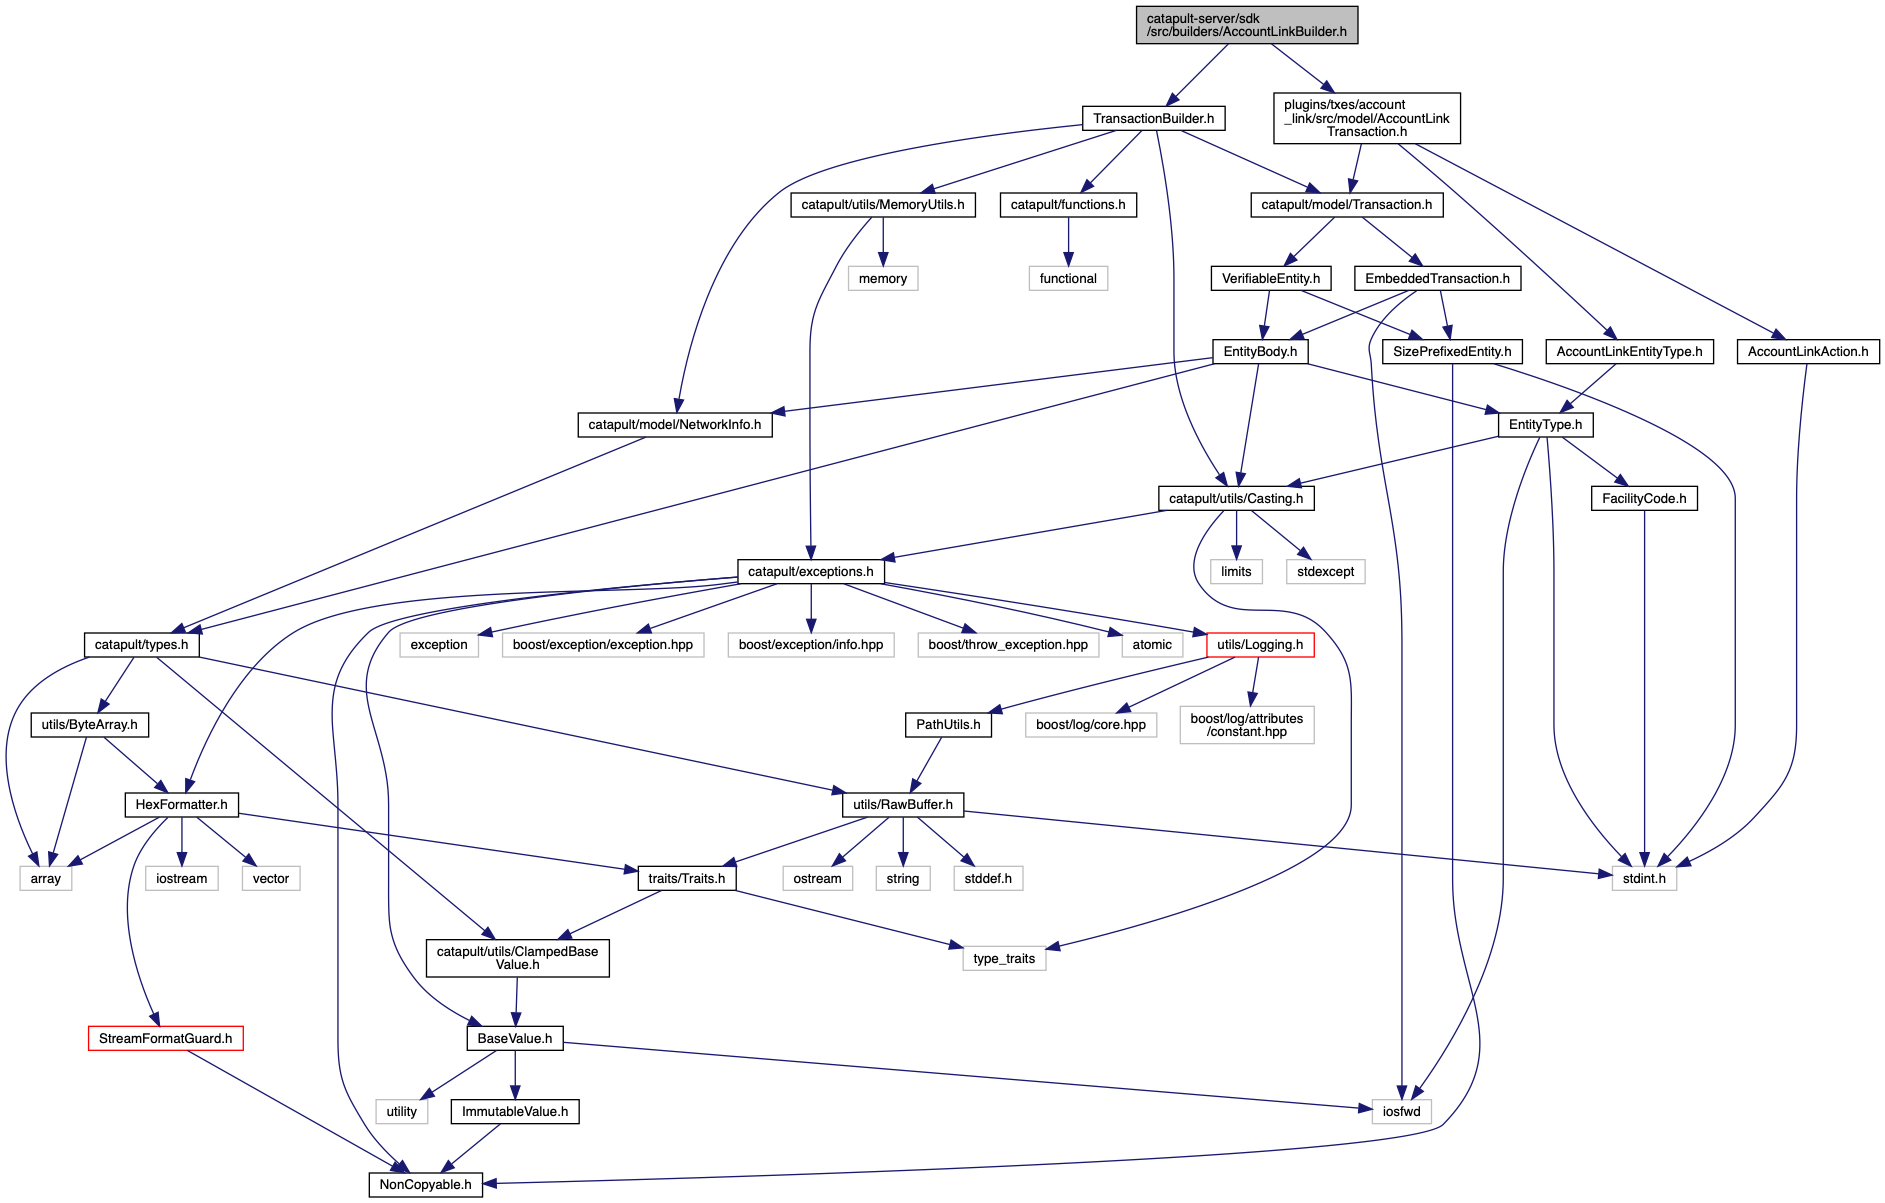 catapult-server/sdk
/src/builders/AccountLinkBuilder.h
TransactionBuilder.h
plugins/txes/account
_link/src/model/AccountLink
Transaction.h
catapult/utils/MemoryUtils.h
catapult/functions.h
catapult/model/Transaction.h
memory
functional
VerifiableEntity.h
EmbeddedTransaction.h
EntityBody.h
SizePrefixedEntity.h
AccountLinkEntityType.h
AccountLinkAction.h
catapult/model/NetworkInfo.h
EntityType.h
catapult/utils/Casting.h
FacilityCode.h
catapult/exceptions.h
limits
stdexcept
catapult/types.h
exception
boost/exception/exception.hpp
boost/exception/info.hpp
boost/throw_exception.hpp
atomic
utils/Logging.h
utils/ByteArray.h
PathUtils.h
boost/log/core.hpp
boost/log/attributes
/constant.hpp
HexFormatter.h
utils/RawBuffer.h
array
iostream
vector
traits/Traits.h
ostream
string
stddef.h
stdint.h
catapult/utils/ClampedBase
Value.h
type_traits
StreamFormatGuard.h
BaseValue.h
utility
ImmutableValue.h
iosfwd
NonCopyable.h